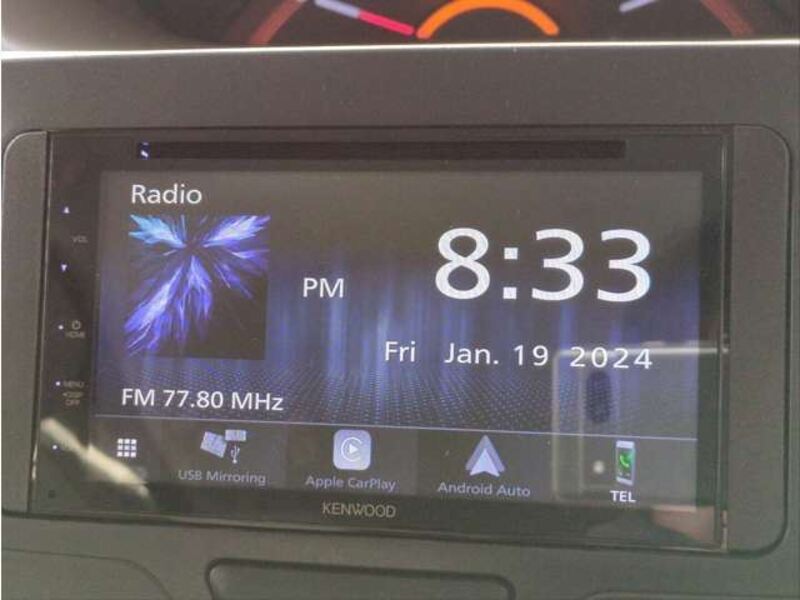 Radio
VOL
PM 8:33
HOME
Fri Jan. 19 2024
MENU
FM 77.80 MHz
USB Mirroring
Apple CarPlay
Android Auto
TEL
KENWOOD